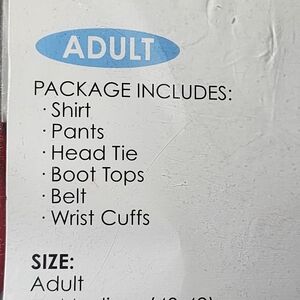 ADULT
PACKAGE INCLUDES:
· Shirt
· Pants
· Head Tie
· Boot Tops
· Belt
· Wrist Cuffs
SIZE:
Adult